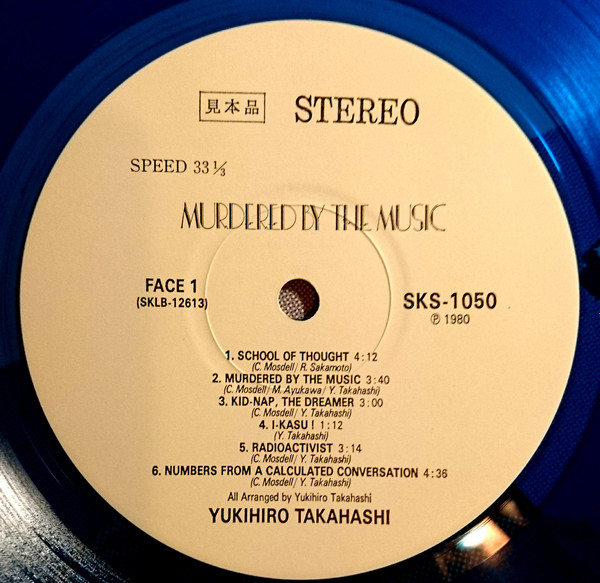 見本品 STEREO
SPEED 33 1/3
MURDERED BY THE MUSIC
FACE 1
(SKLB-12613)
SKS-1050
Ⓟ 1980
1. SCHOOL OF THOUGHT 4:12
(C. Mosdell/R. Sakamoto)
2. MURDERED BY THE MUSIC 3:40
(C. Mosdell/M. Ayukawa/Y. Takahashi)
3. KID-NAP, THE DREAMER 3:00
(C. Mosdell/Y. Takahashi)
4. I-KASU! 1:12
(Y. Takahashi)
5. RADIOACTIVIST 3:14
(C. Mosdell/Y. Takahashi)
6. NUMBERS FROM A CALCULATED CONVERSATION 4:36
(C. Mosdell/Y. Takahashi)
All Arranged by Yukihiro Takahashi
YUKIHIRO TAKAHASHI